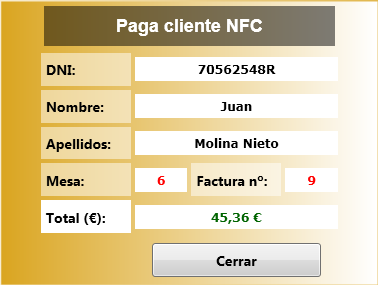 Paga cliente NFC
DNI: 70562548R
Nombre: Juan
Apellidos: Molina Nieto
Mesa: 6 Factura nº: 9
Total (€): 45,36 €
Cerrar